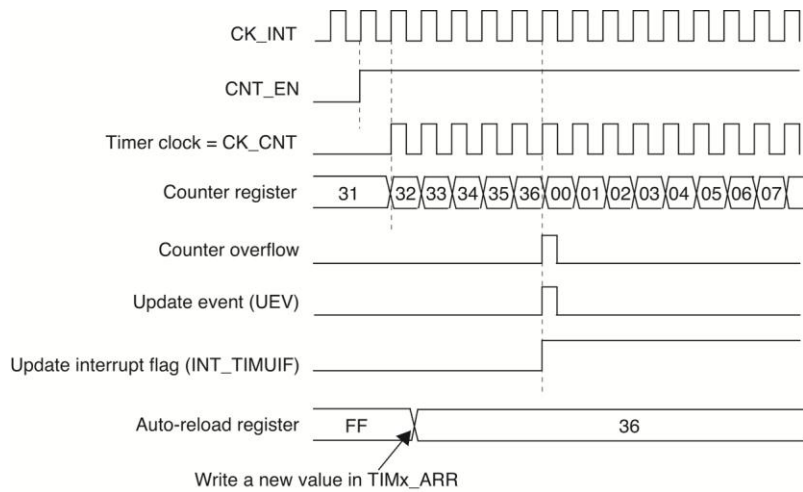 CK_INT
CNT_EN
Timer clock = CK_CNT
Counter register 31 32 33 34 35 36 00 01 02 03 04 05 06 07
Counter overflow
Update event (UEV)
Update interrupt flag (INT_TIMUIF)
Auto-reload register FF 36
Write a new value in TIMx_ARR